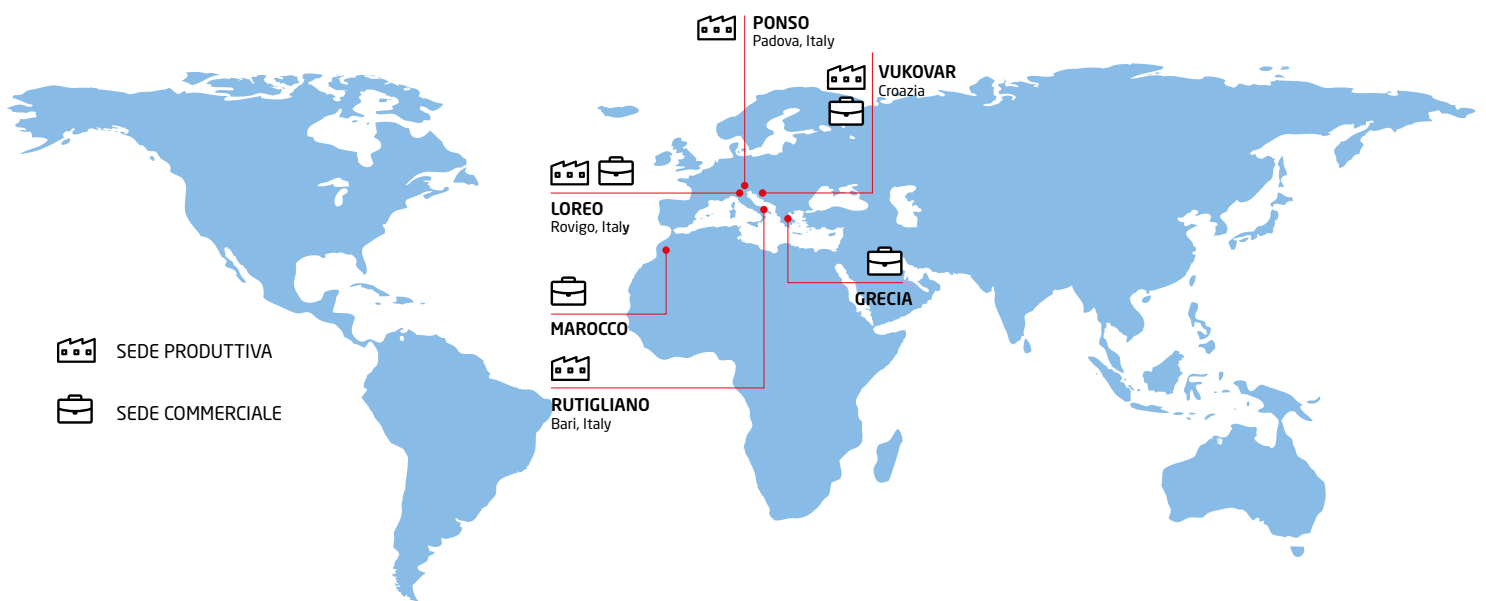 PONSO
Padova, Italy
VUKOVAR
Croazia
LOREO
Rovigo, Italy
GRECIA
MAROCCO
SEDE PRODUTTIVA
SEDE COMMERCIALE
RUTIGLIANO
Bari, Italy